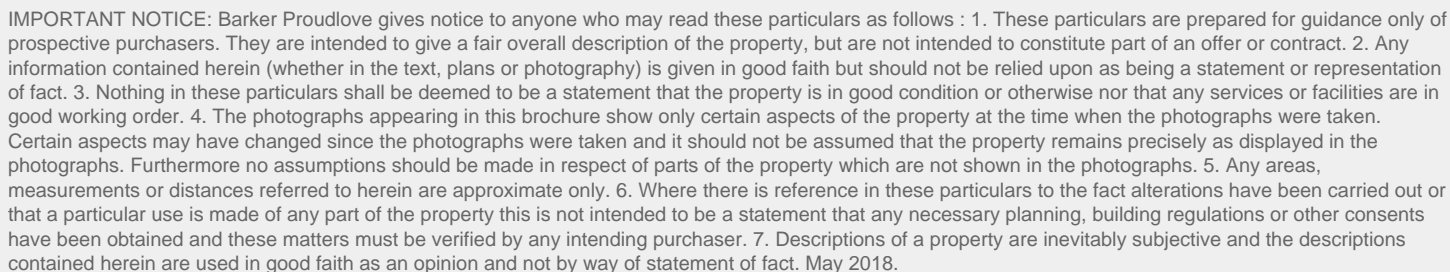 IMPORTANT NOTICE: Barker Proudlove gives notice to anyone who may read these particulars as follows : 1. These particulars are prepared for guidance only of
prospective purchasers. They are intended to give a fair overall description of the property, but are not intended to constitute part of an offer or contract. 2. Any
information contained herein (whether in the text, plans or photography) is given in good faith but should not be relied upon as being a statement or representation
of fact. 3. Nothing in these particulars shall be deemed to be a statement that the property is in good condition or otherwise nor that any services or facilities are in
good working order. 4. The photographs appearing in this brochure show only certain aspects of the property at the time when the photographs were taken.
Certain aspects may have changed since the photographs were taken and it should not be assumed that the property remains precisely as displayed in the
photographs. Furthermore no assumptions should be made in respect of parts of the property which are not shown in the photographs. 5. Any areas,
measurements or distances referred to herein are approximate only. 6. Where there is reference in these particulars to the fact alterations have been carried out or
that a particular use is made of any part of the property this is not intended to be a statement that any necessary planning, building regulations or other consents
have been obtained and these matters must be verified by any intending purchaser. 7. Descriptions of a property are inevitably subjective and the descriptions
contained herein are used in good faith as an opinion and not by way of statement of fact. May 2018.